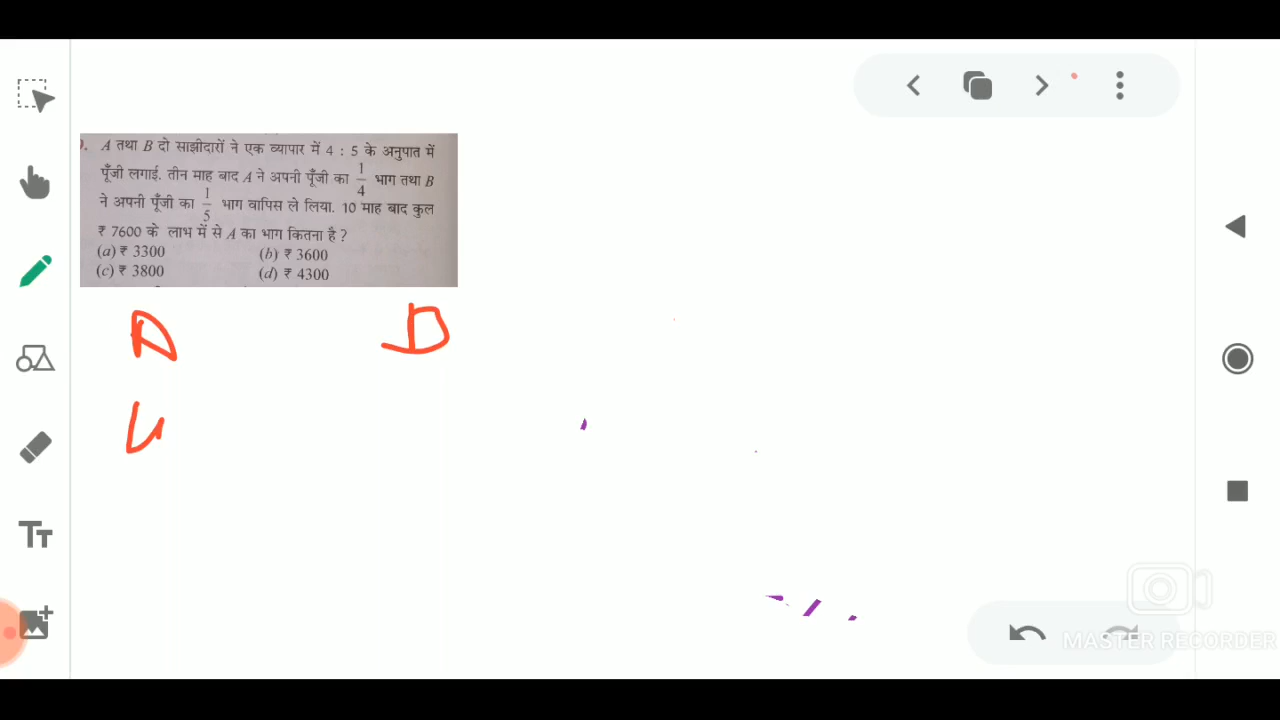 A तथा B दो साझीदारों ने एक व्यापार में 4 : 5 के अनुपात में
पूँजी लगाई. तीन माह बाद A ने अपनी पूँजी का 1/4 भाग तथा B
ने अपनी पूँजी का 1/5 भाग वापिस ले लिया. 10 माह बाद कुल
₹ 7600 के लाभ में से A का भाग कितना है ?
(a) ₹ 3300 (b) ₹ 3600
(c) ₹ 3800 (d) ₹ 4300
A
Tт
MASTER RECORDER